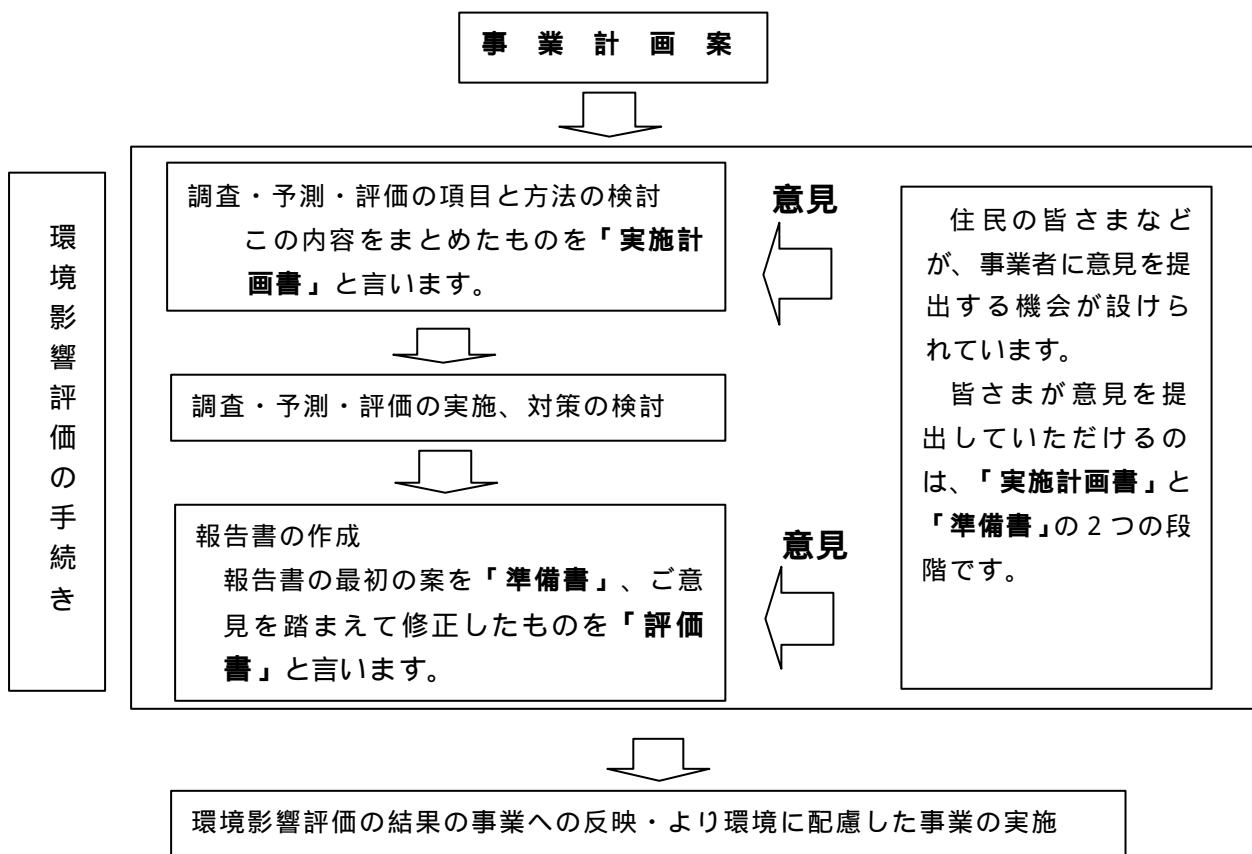 事業計画案
環境影響評価の手続き
調査・予測・評価の項目と方法の検討
この内容をまとめたものを「実施計
画書」と言います。
意見
調査・予測・評価の実施、対策の検討
報告書の作成
報告書の最初の案を「準備書」、ご意
見を踏まえて修正したものを「評価
書」と言います。
意見
住民の皆さまなど
が、事業者に意見を提
出する機会が設けら
れています。
皆さまが意見を提
出していただけるの
は、「実施計画書」と
「準備書」の2つの段
階です。
環境影響評価の結果の事業への反映・より環境に配慮した事業の実施